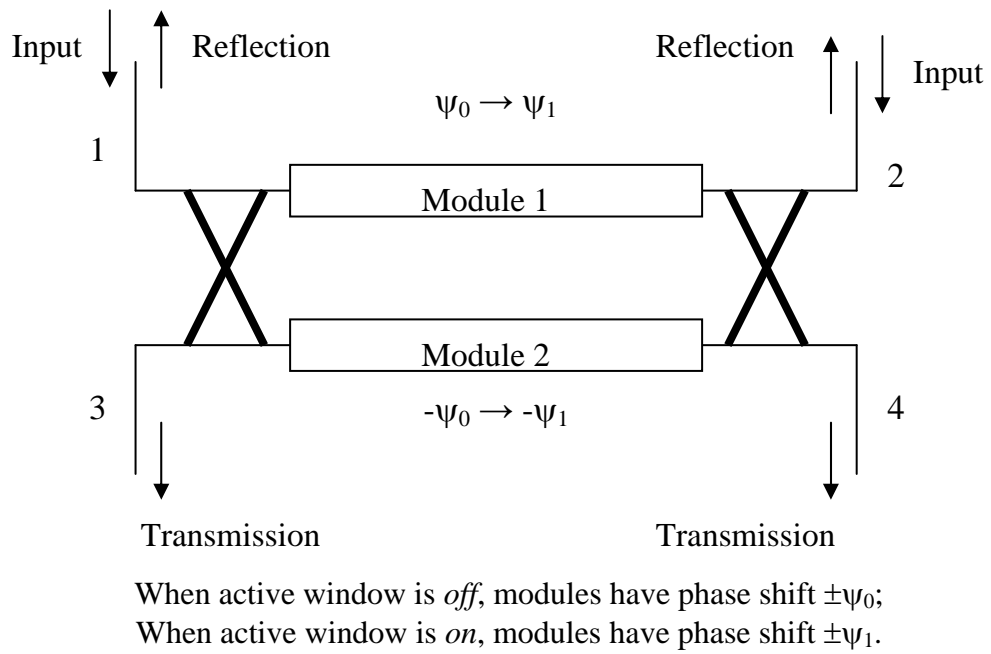 Input
Reflection
Reflection
Input
ψ₀ → ψ₁
1
2
Module 1
Module 2
3
4
-ψ₀ → -ψ₁
Transmission
Transmission
When active window is off, modules have phase shift ±ψ₀;
When active window is on, modules have phase shift ±ψ₁.